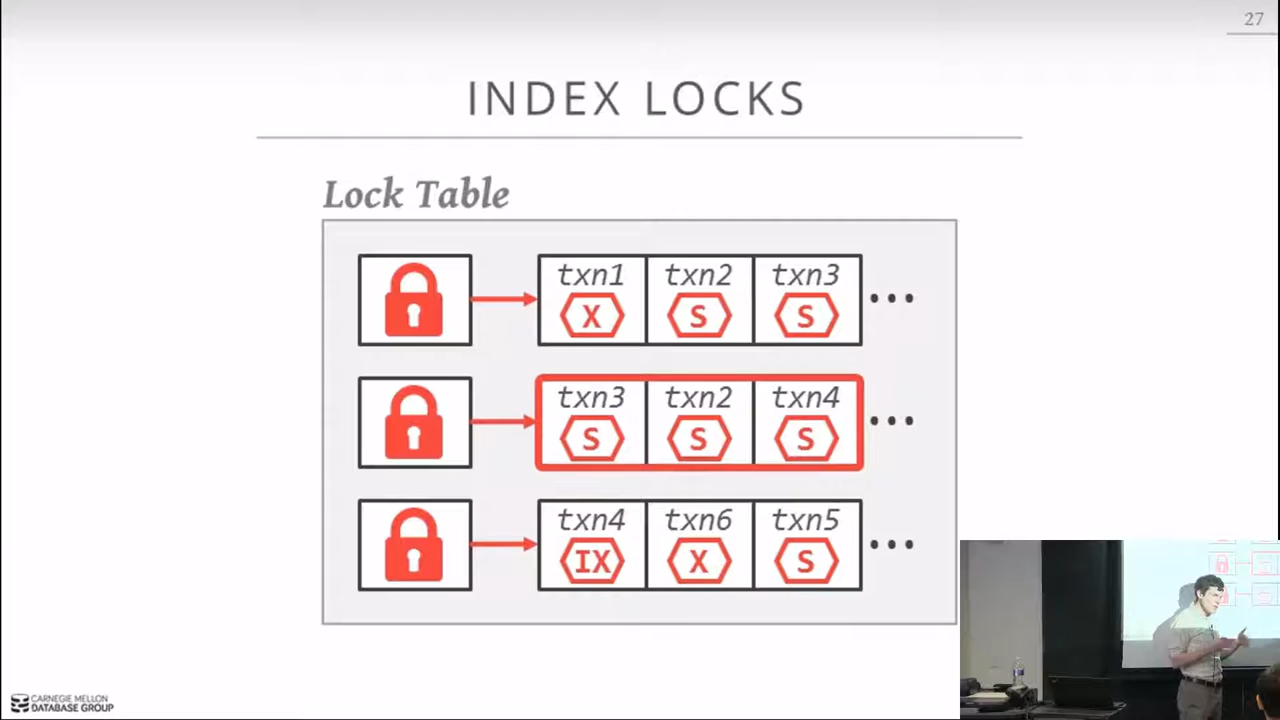 27
INDEX LOCKS
Lock Table
txn1 txn2 txn3
X S S
txn3 txn2 txn4
S S S
txn4 txn6 txn5
IX X S
CARNEGIE MELLON
DATABASE GROUP